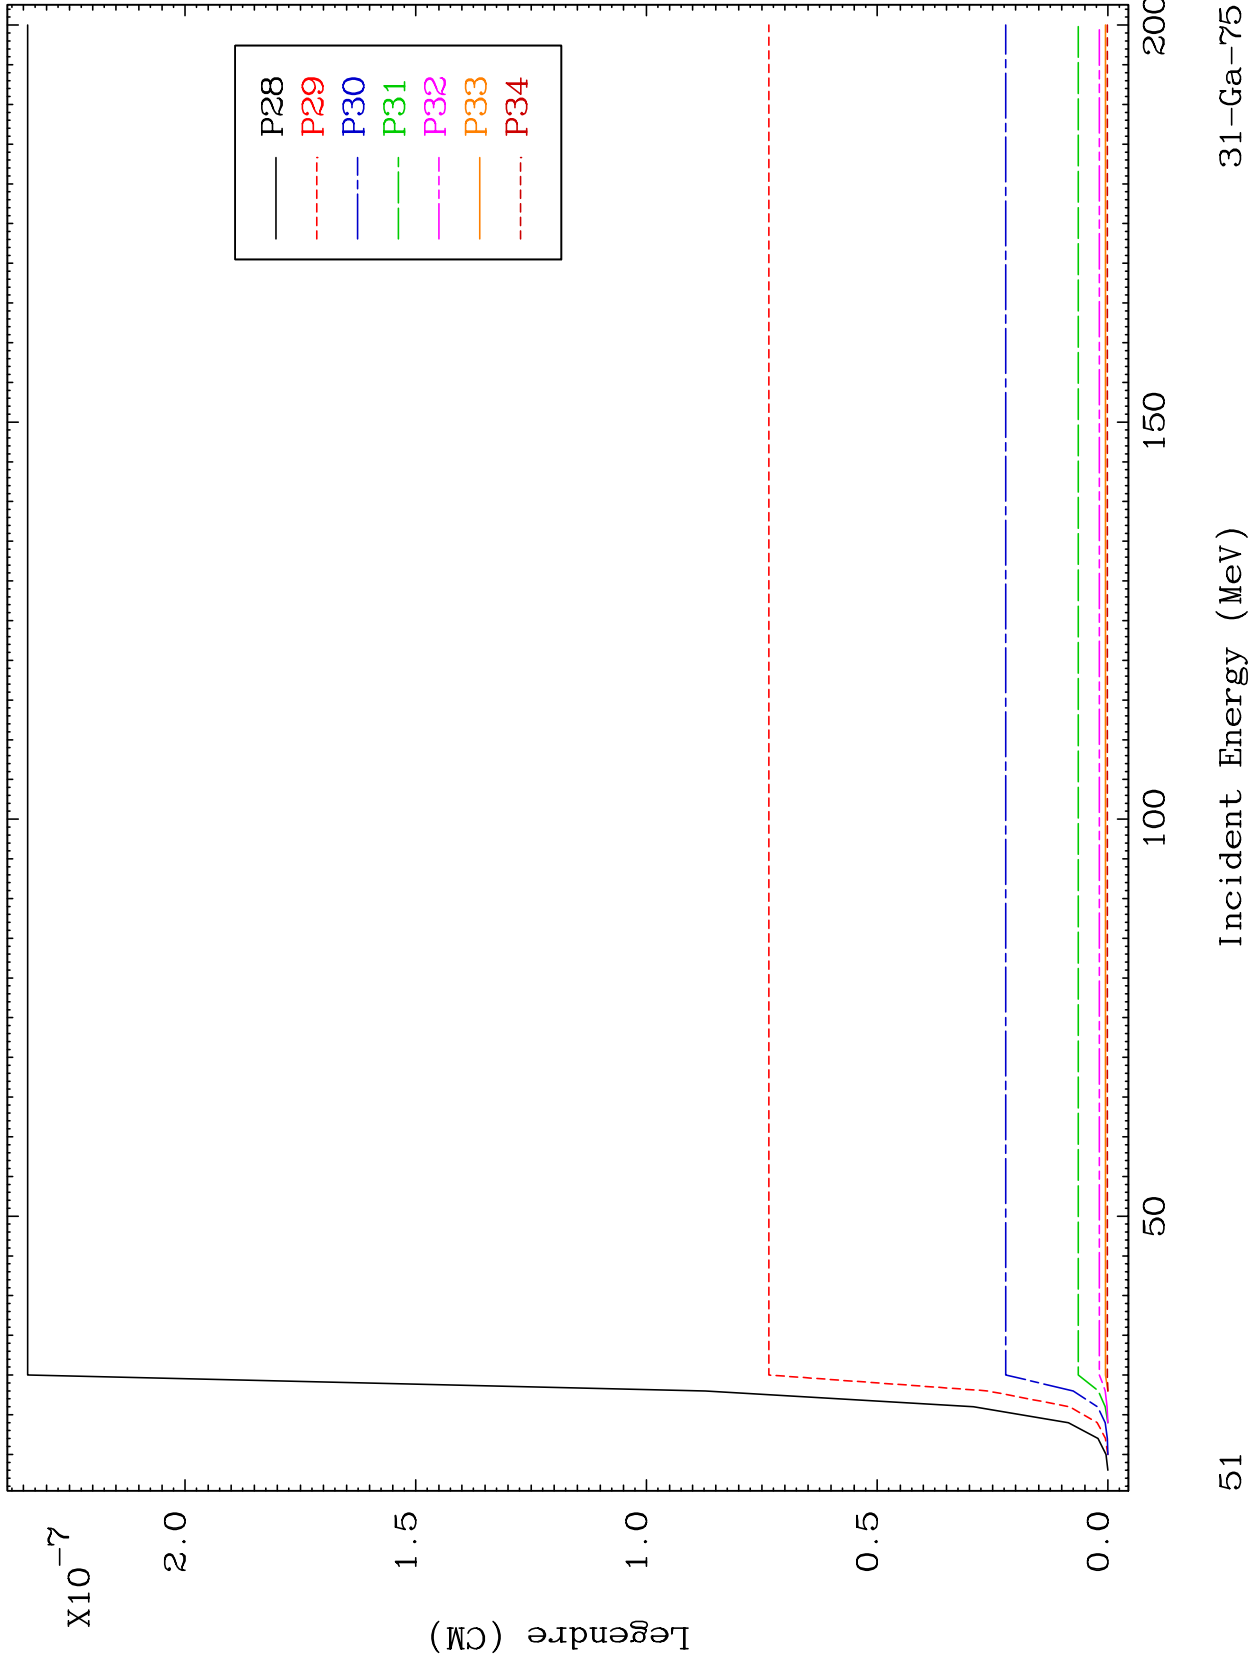 X10-7
2.0
1.5
1.0
0.5
0.0
Legendre (CM)
P28
P29
P30
P31
P32
P33
P34
50
100
150
200
51
Incident Energy (MeV)
31-Ga-75